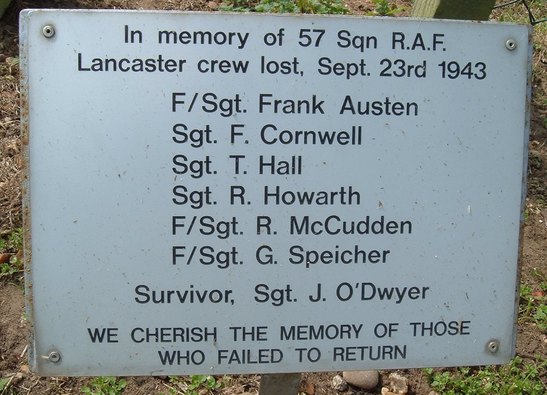 In memory of 57 Sqn R.A.F.
Lancaster crew lost, Sept. 23rd 1943
F/Sgt. Frank Austen
Sgt. F. Cornwell
Sgt. T. Hall
Sgt. R. Howarth
F/Sgt. R. McCudden
F/Sgt. G. Speicher
Survivor, Sgt. J. O'Dwyer
WE CHERISH THE MEMORY OF THOSE
WHO FAILED TO RETURN